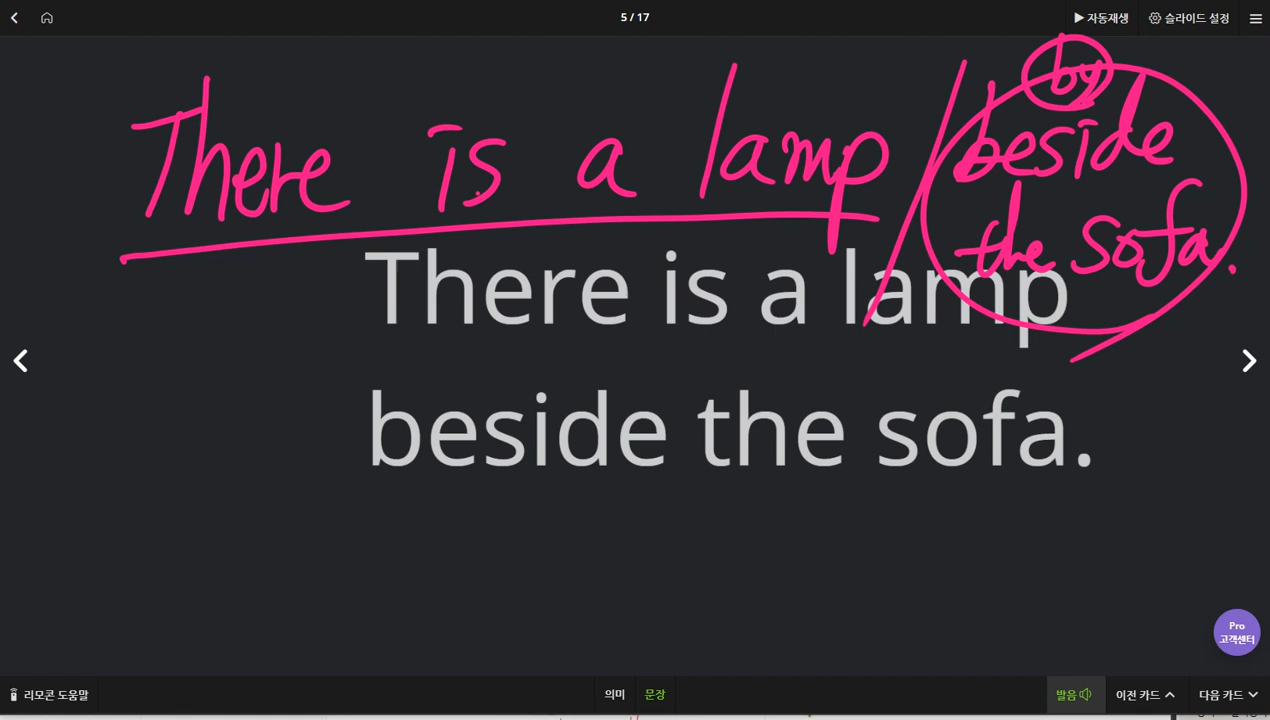 5 / 17
자동재생
슬라이드 설정
by
There is a lamp / beside
the sofa.
There is a lamp
beside the sofa.
Pro
고객센터
리모콘 도움말
의미
문장
발음
이전 카드
다음 카드